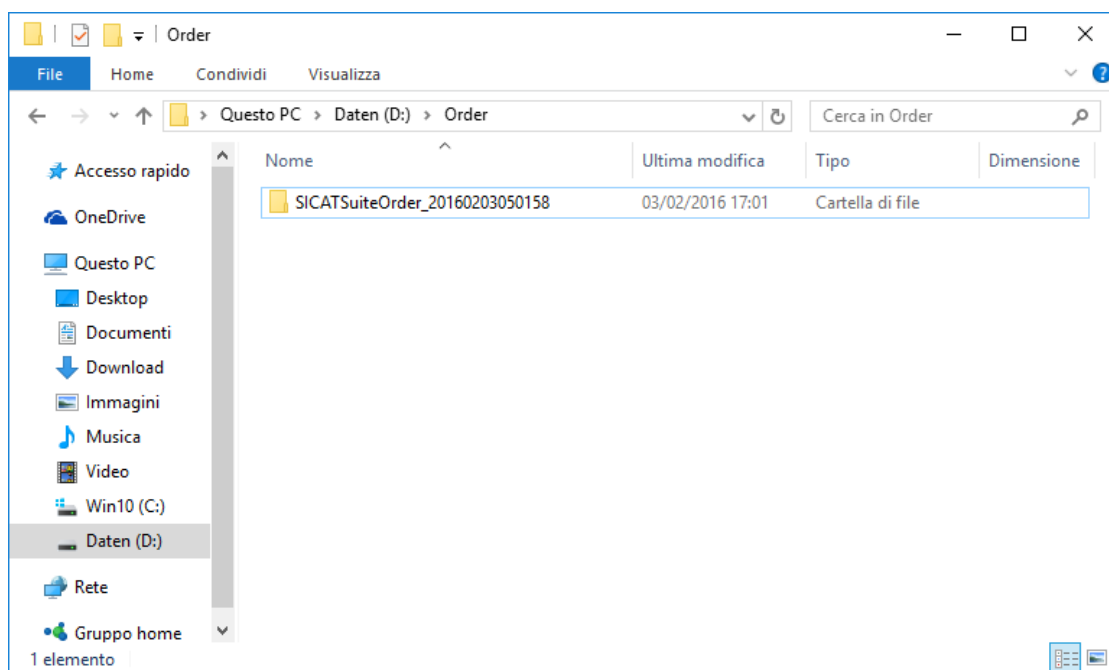 Order
File Home Condividi Visualizza ?
Questo PC > Daten (D:) > Order Cerca in Order
Nome Ultima modifica Tipo Dimensione
SICATSuiteOrder_20160203050158 03/02/2016 17:01 Cartella di file
Accesso rapido
OneDrive
Questo PC
Desktop
Documenti
Download
Immagini
Musica
Video
Win10 (C:)
Daten (D:)
Rete
Gruppo home
1 elemento